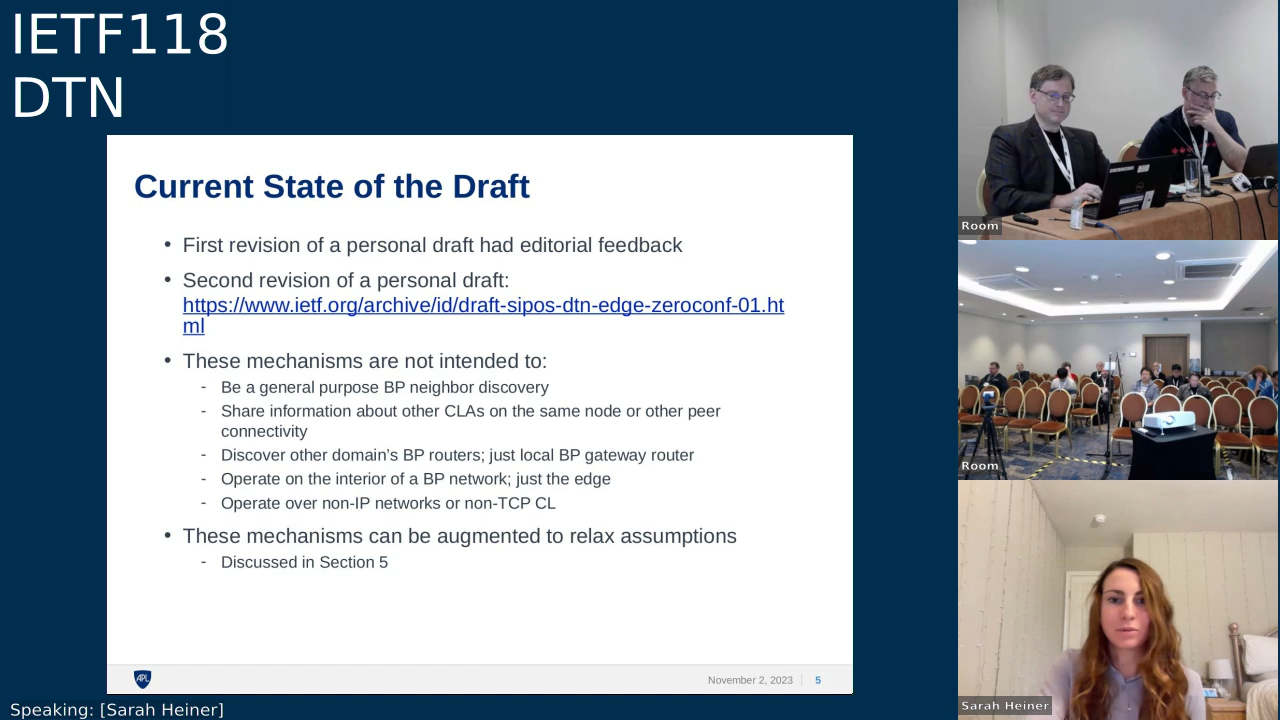 IETF118
DTN
Current State of the Draft
• First revision of a personal draft had editorial feedback
• Second revision of a personal draft:
https://www.ietf.org/archive/id/draft-sipos-dtn-edge-zeroconf-01.ht
ml
• These mechanisms are not intended to:
- Be a general purpose BP neighbor discovery
- Share information about other CLAs on the same node or other peer
connectivity
- Discover other domain’s BP routers; just local BP gateway router
- Operate on the interior of a BP network; just the edge
- Operate over non-IP networks or non-TCP CL
• These mechanisms can be augmented to relax assumptions
- Discussed in Section 5
APL
November 2, 2023 | 5
Room
Room
Sarah Heiner
Speaking: [Sarah Heiner]